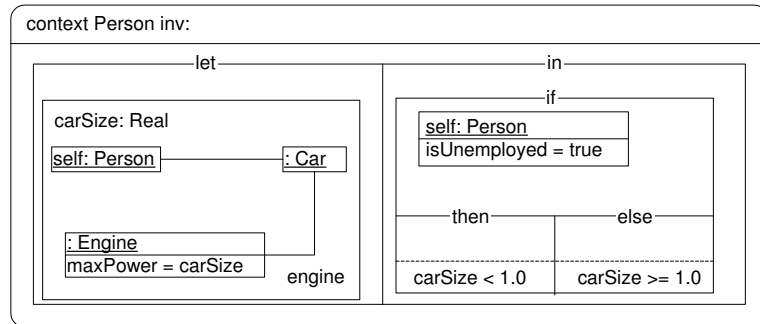 context Person inv:
let
in
carSize: Real
self: Person
: Car
: Engine
maxPower = carSize
engine
if
self: Person
isUnemployed = true
then
else
carSize < 1.0
carSize >= 1.0